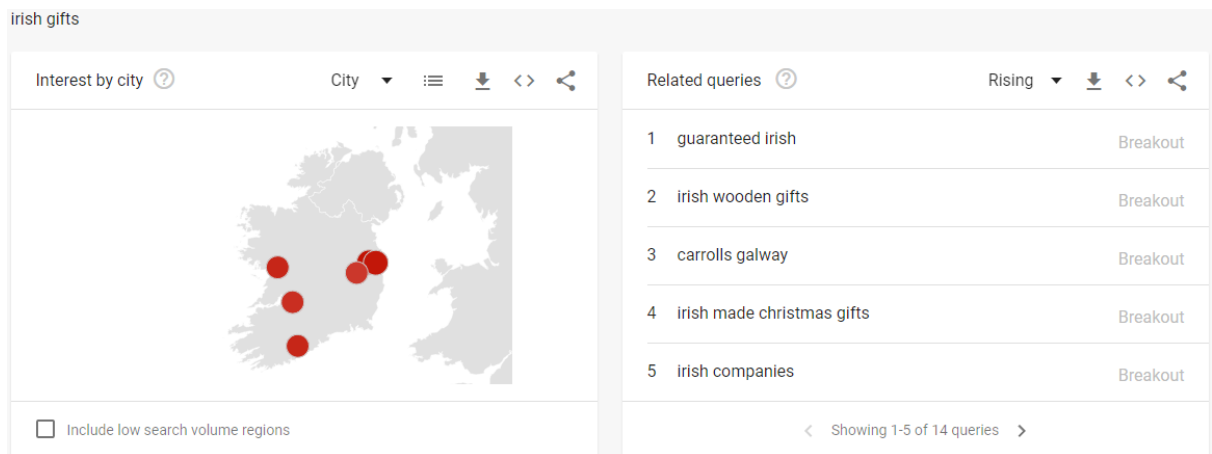 irish gifts
Interest by city
City
Related queries
Rising
1 guaranteed irish Breakout
2 irish wooden gifts Breakout
3 carrolls galway Breakout
4 irish made christmas gifts Breakout
5 irish companies Breakout
Include low search volume regions
Showing 1-5 of 14 queries